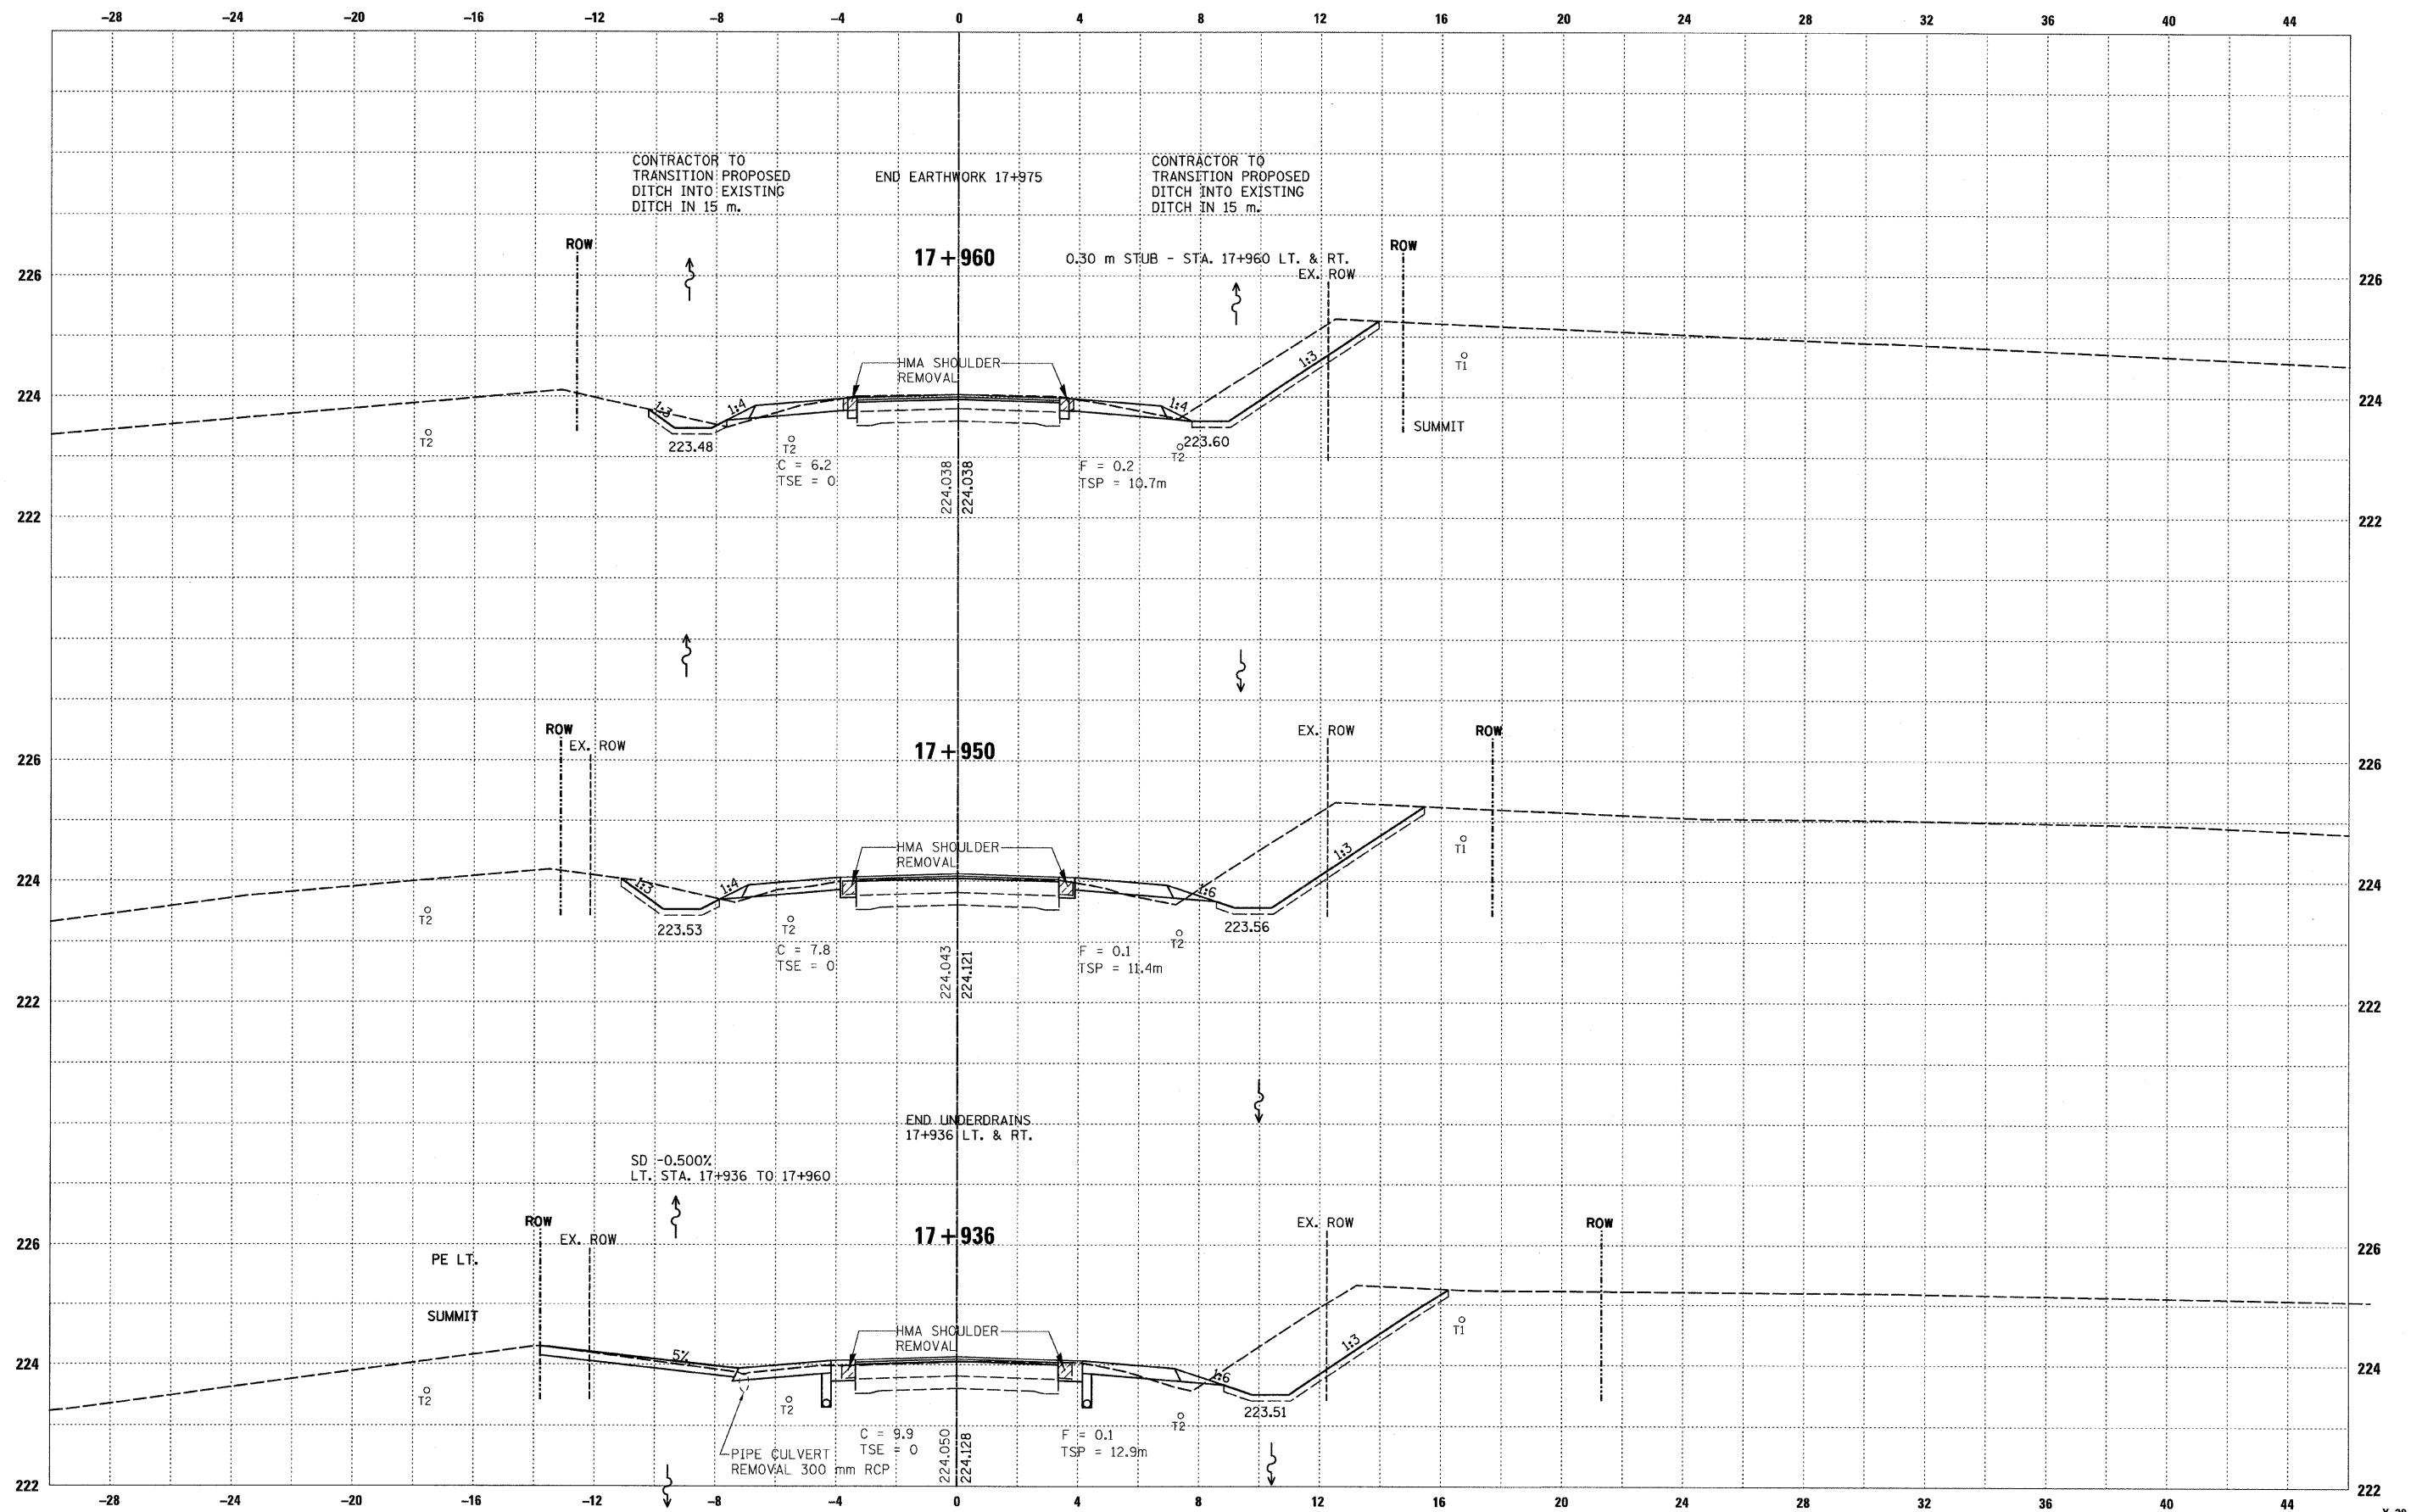 -28 -24 -20 -16 -12 -8 -4 0 4 8 12 16 20 24 28 32 36 40 44
CONTRACTOR TO
TRANSITION PROPOSED
DITCH INTO EXISTING
DITCH IN 15 m.
END EARTHWORK 17+975
CONTRACTOR TO
TRANSITION PROPOSED
DITCH INTO EXISTING
DITCH IN 15 m.
ROW
17+960
0.30 m STUB - STA. 17+960 LT. & RT.
ROW
EX. ROW
226
226
HMA SHOULDER
REMOVAL
1:3
T1
224
1:3
1:4
1:4
224
SUMMIT
T2
223.48
T2
T2
223.60
C = 6.2
TSE = 0
224.038
224.038
F = 0.2
TSP = 10.7m
222
222
ROW
EX. ROW
17+950
EX. ROW
ROW
226
226
HMA SHOULDER
REMOVAL
1:3
T1
224
1:3
1:4
1:6
224
T2
223.53
T2
T2
223.56
C = 7.8
TSE = 0
224.043
224.121
F = 0.1
TSP = 11.4m
222
222
END UNDERDRAINS
17+936 LT. & RT.
SD -0.500%
LT. STA. 17+936 TO 17+960
ROW
EX. ROW
17+936
EX. ROW
ROW
226
226
PE LT.
SUMMIT
HMA SHOULDER
REMOVAL
1:3
T1
224
5%
1:6
224
T2
T2
T2
223.51
C = 9.9
TSE = 0
224.050
224.128
F = 0.1
TSP = 12.9m
PIPE CULVERT
REMOVAL 300 mm RCP
222
222
-28 -24 -20 -16 -12 -8 -4 0 4 8 12 16 20 24 28 32 36 40 44